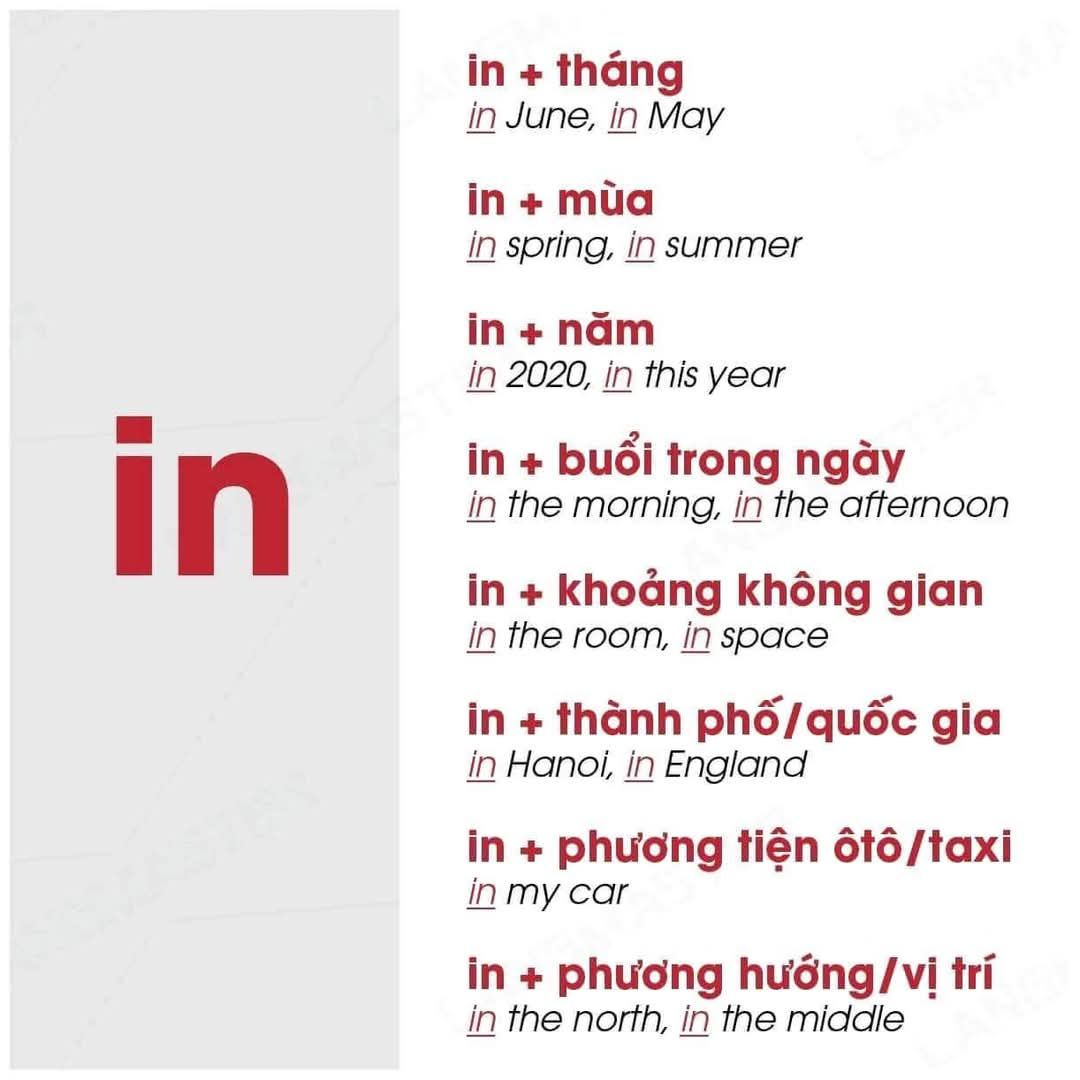 in
in + tháng
in June, in May
in + mùa
in spring, in summer
in + năm
in 2020, in this year
in + buổi trong ngày
in the morning, in the afternoon
in + khoảng không gian
in the room, in space
in + thành phố/quốc gia
in Hanoi, in England
in + phương tiện ôtô/taxi
in my car
in + phương hướng/vị trí
in the north, in the middle
LANGMASTER